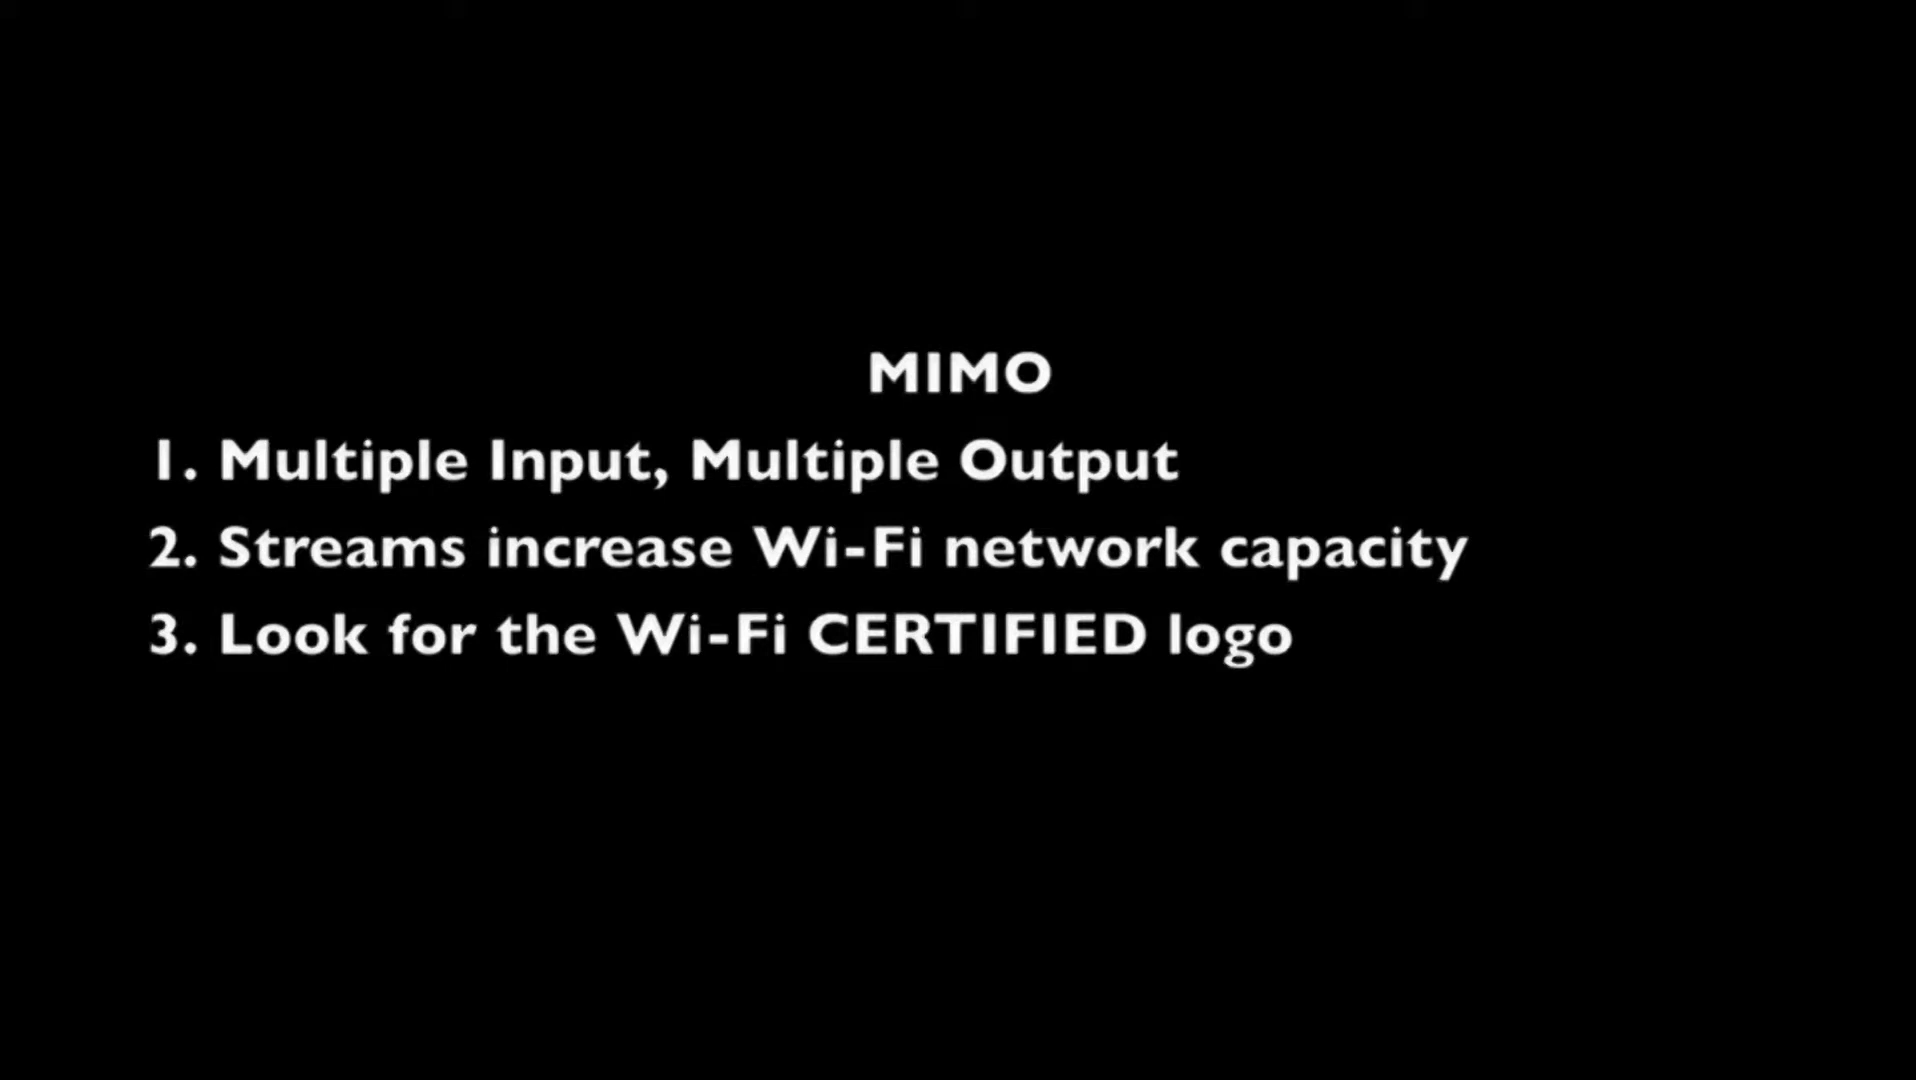 MIMO
1. Multiple Input, Multiple Output
2. Streams increase Wi-Fi network capacity
3. Look for the Wi-Fi CERTIFIED logo